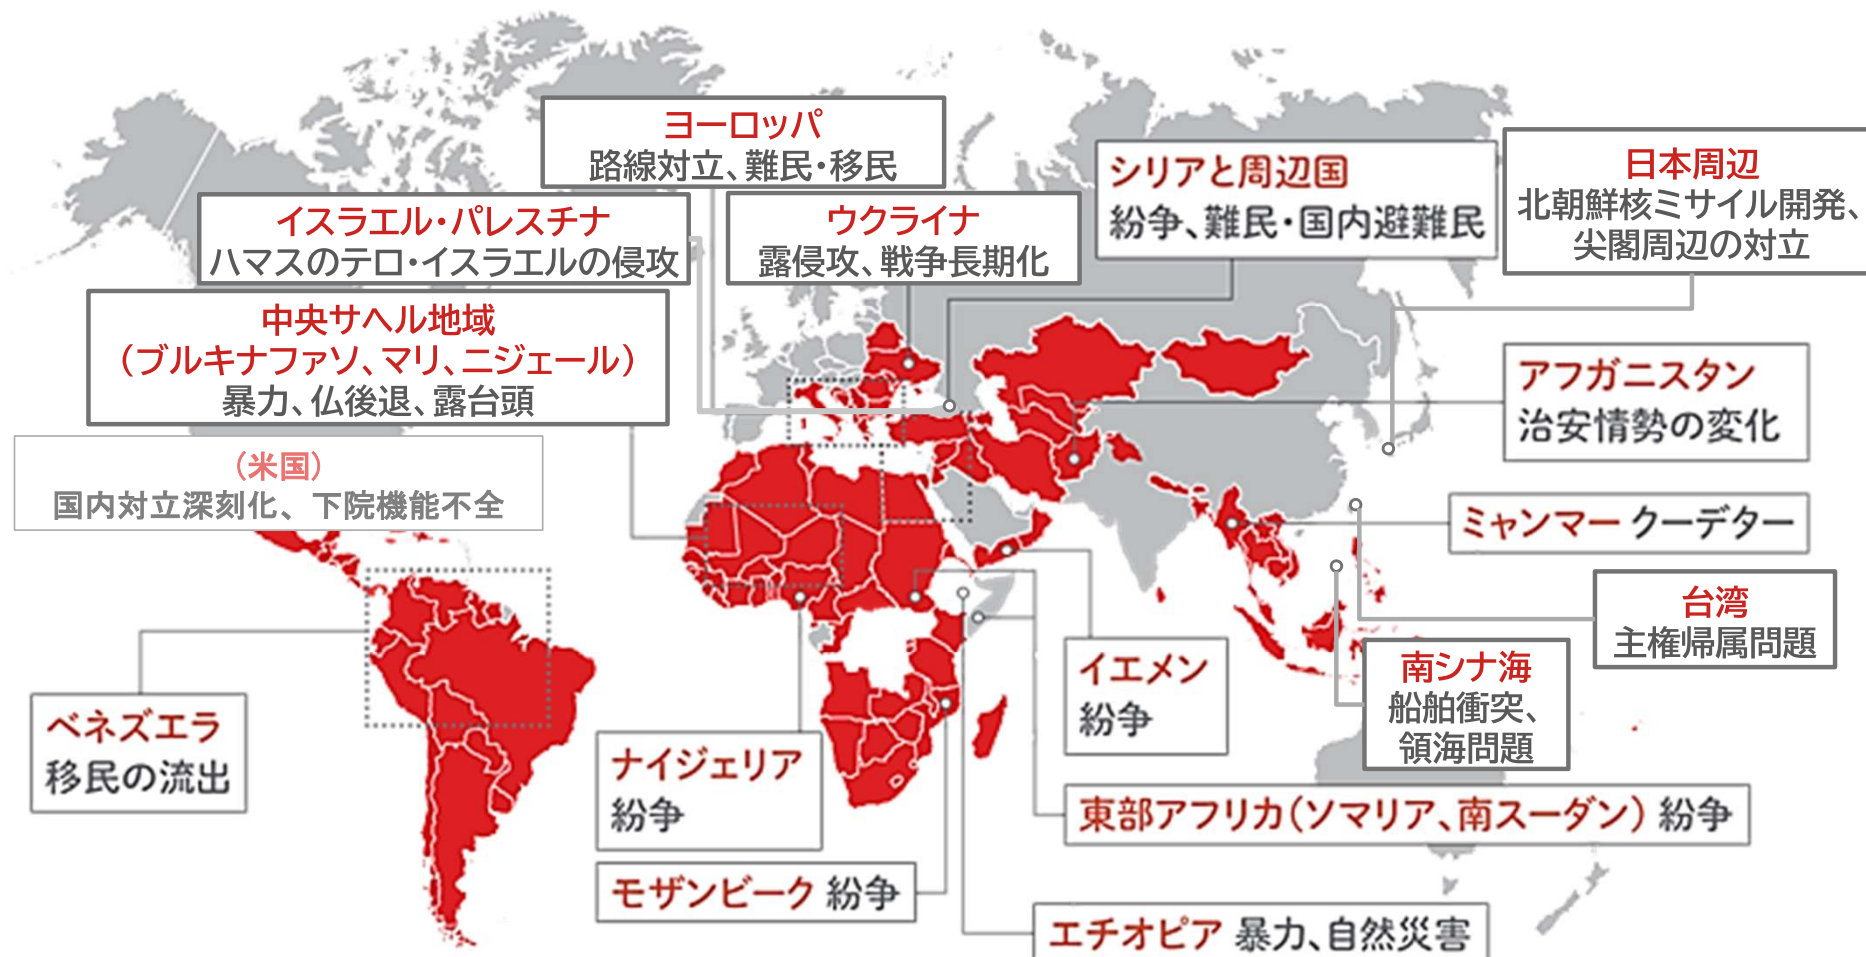 ヨーロッパ
路線対立、難民・移民
シリアと周辺国
紛争、難民・国内避難民
日本周辺
北朝鮮核ミサイル開発、
尖閣周辺の対立
イスラエル・パレスチナ
ハマスのテロ・イスラエルの侵攻
ウクライナ
露侵攻、戦争長期化
中央サヘル地域
（ブルキナファソ、マリ、ニジェール）
暴力、仏後退、露台頭
アフガニスタン
治安情勢の変化
（米国）
国内対立深刻化、下院機能不全
ミャンマー クーデター
台湾
主権帰属問題
南シナ海
船舶衝突、
領海問題
イエメン
紛争
ベネズエラ
移民の流出
ナイジェリア
紛争
東部アフリカ（ソマリア、南スーダン） 紛争
モザンビーク 紛争
エチオピア 暴力、自然災害